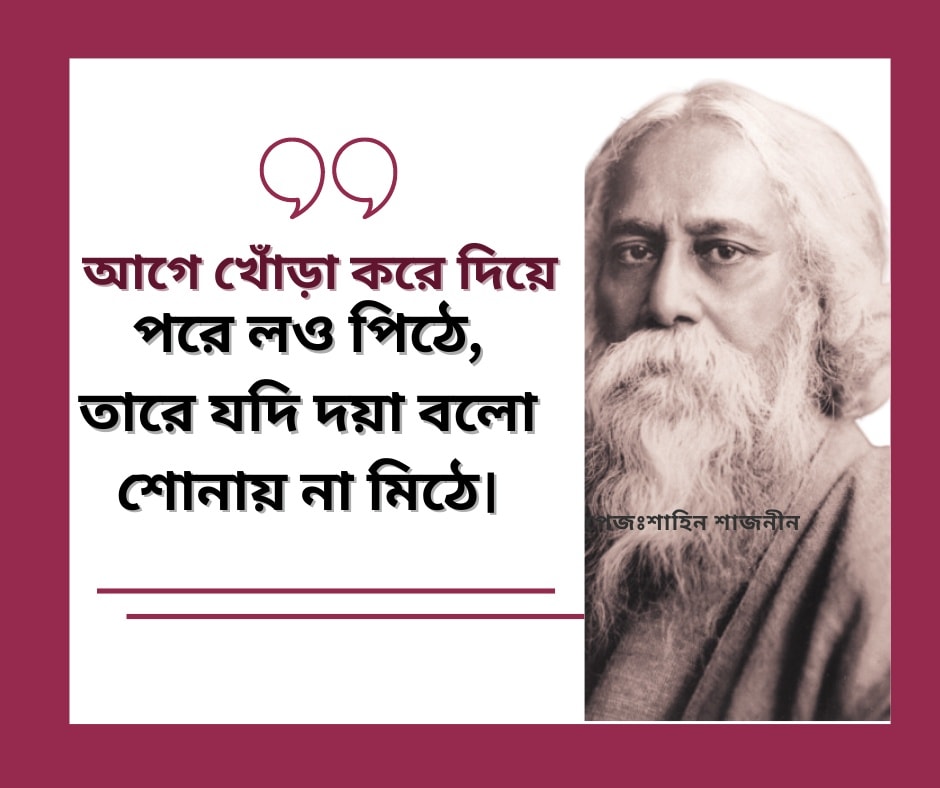 আগে খোঁড়া করে দিয়ে
পরে লও পিঠে,
তারে যদি দয়া বলো
শোনায় না মিঠে।
পেজঃশাহিন শাজনীন